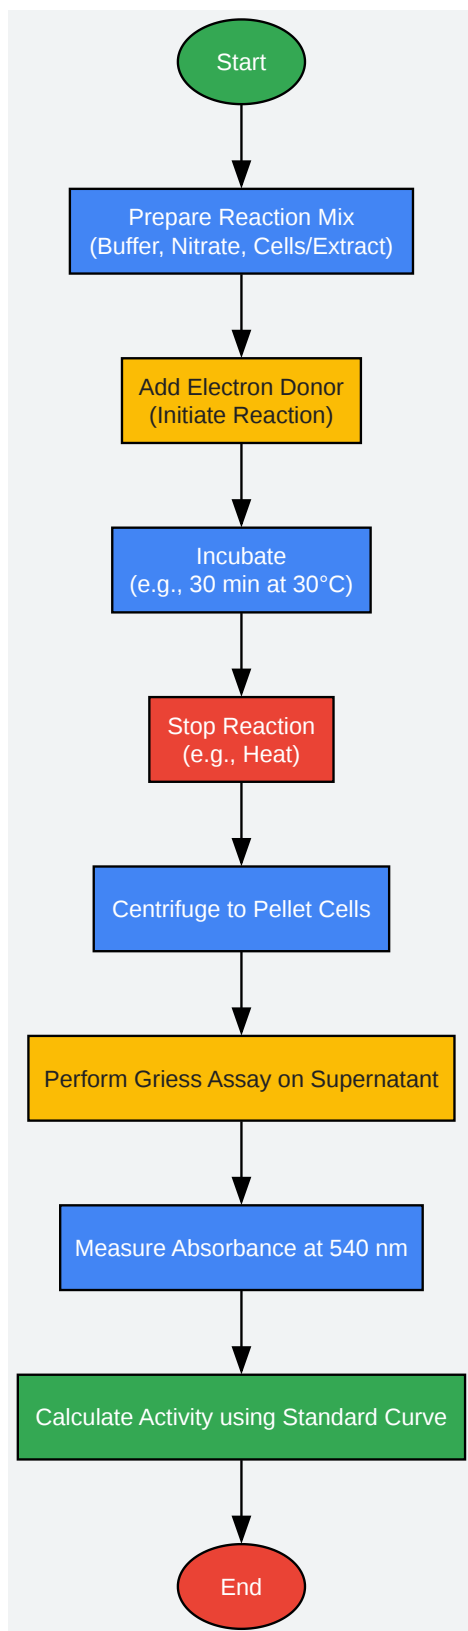 Start
Prepare Reaction Mix
(Buffer, Nitrate, Cells/Extract)
Add Electron Donor
(Initiate Reaction)
Incubate
(e.g., 30 min at 30°C)
Stop Reaction
(e.g., Heat)
Centrifuge to Pellet Cells
Perform Griess Assay on Supernatant
Measure Absorbance at 540 nm
Calculate Activity using Standard Curve
End